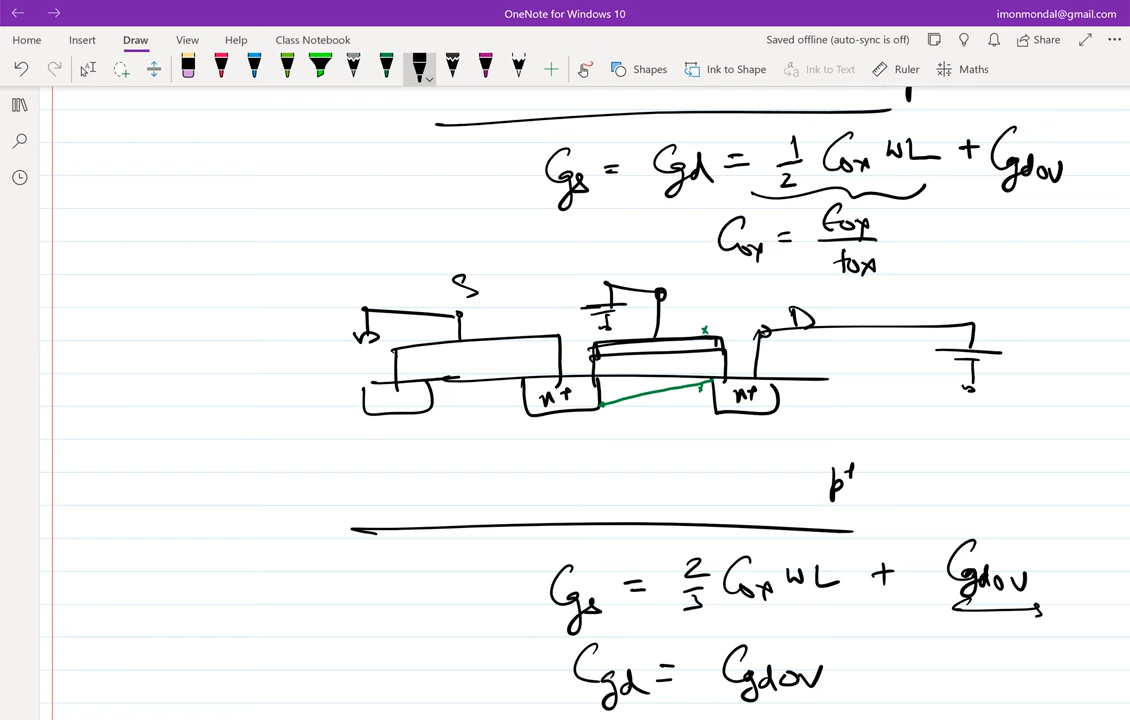 OneNote for Windows 10
imonmondal@gmail.com
Home Insert Draw View Help Class Notebook
Saved offline (auto-sync is off) Share
Shapes Ink to Shape Ink to Text Ruler Maths
Cgs = Cgd = 1/2 Cox WL + Cgdov
Cox = Eox/tox
S
D
n+ n+
p+
Cgs = 2/3 Cox WL + Cgdov
Cgd = Cgdov